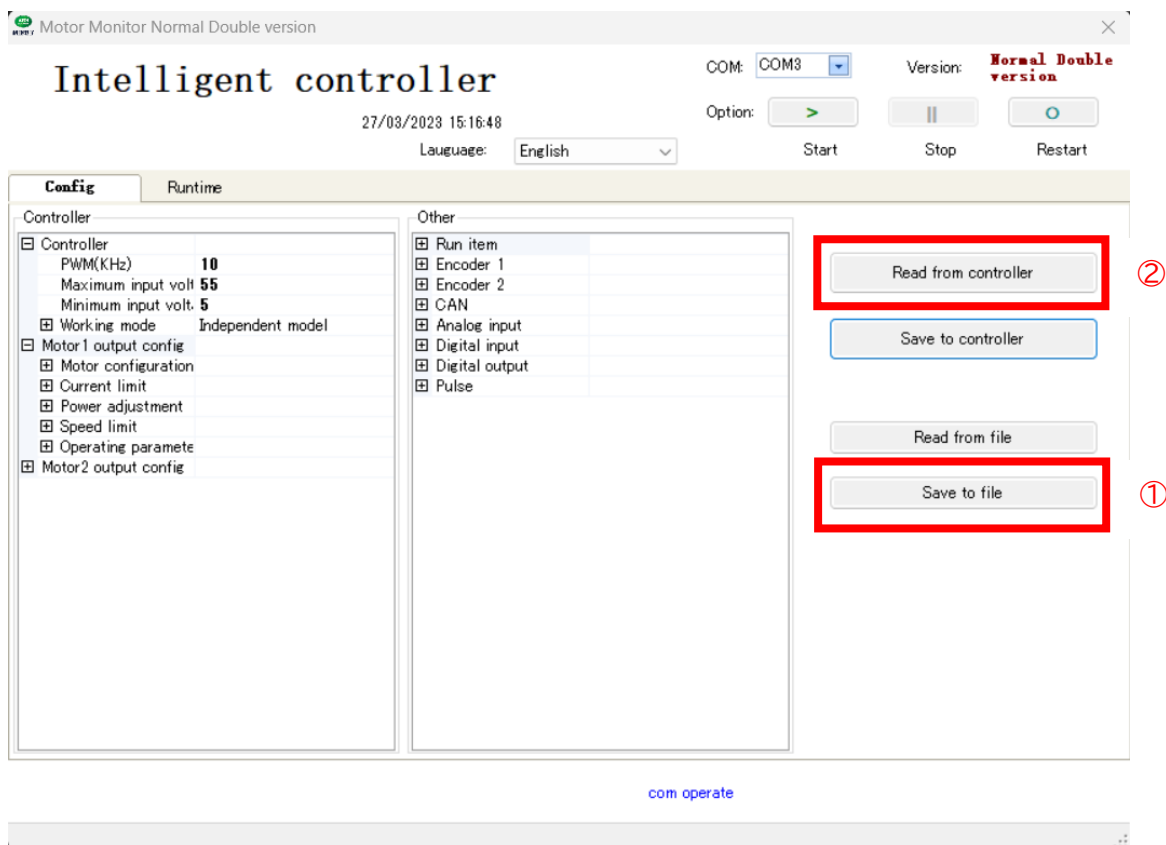 Motor Monitor Normal Double version
Intelligent controller
27/03/2023 15:16:48
COM: COM3
Version: Normal Double version
Option: > || O
Start Stop Restart
Lauguage: English
Config Runtime
Controller
Controller
PWM(KHz) 10
Maximum input volt 55
Minimum input volt. 5
Working mode Independent model
Motor1 output config
Motor configuration
Current limit
Power adjustment
Speed limit
Operating paramete
Motor2 output config
Other
Run item
Encoder 1
Encoder 2
CAN
Analog input
Digital input
Digital output
Pulse
Read from controller ②
Save to controller
Read from file
Save to file ①
com operate